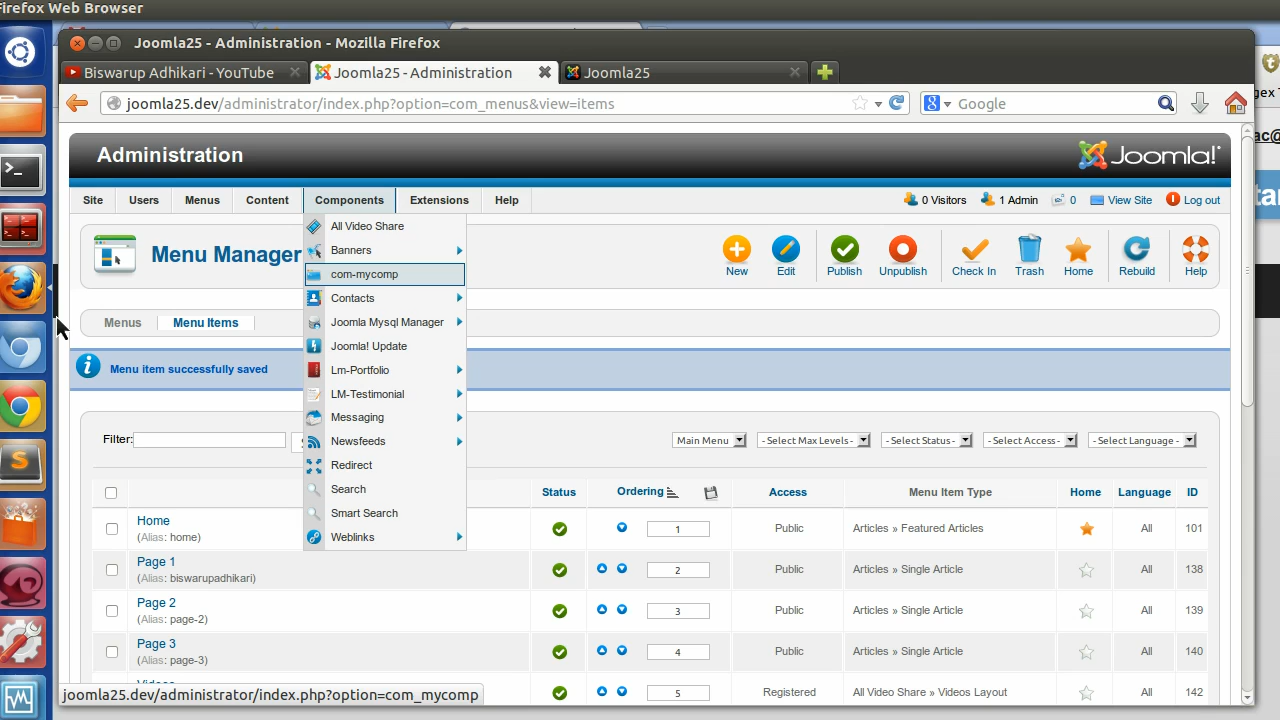 Firefox Web Browser
Joomla25 - Administration - Mozilla Firefox
Biswarup Adhikari - YouTube
Joomla25 - Administration
Joomla25
joomla25.dev/administrator/index.php?option=com_menus&view=items
Google
gex T
ac@
tar
Administration
Joomla!
Site Users Menus Content Components Extensions Help
0 Visitors 1 Admin 0 View Site Log out
All Video Share
Banners
com-mycomp
Contacts
Joomla Mysql Manager
Joomla! Update
Lm-Portfolio
LM-Testimonial
Messaging
Newsfeeds
Redirect
Search
Smart Search
Weblinks
Menu Manager
New Edit Publish Unpublish Check In Trash Home Rebuild Help
Menus Menu Items
Menu item successfully saved
Filter:
Main Menu - Select Max Levels - - Select Status - - Select Access - - Select Language -
Status Ordering Access Menu Item Type Home Language ID
Home
(Alias: home)
1 Public Articles » Featured Articles All 101
Page 1
(Alias: biswarupadhikari)
2 Public Articles » Single Article All 138
Page 2
(Alias: page-2)
3 Public Articles » Single Article All 139
Page 3
(Alias: page-3)
4 Public Articles » Single Article All 140
5 Registered All Video Share » Videos Layout All 142
joomla25.dev/administrator/index.php?option=com_mycomp